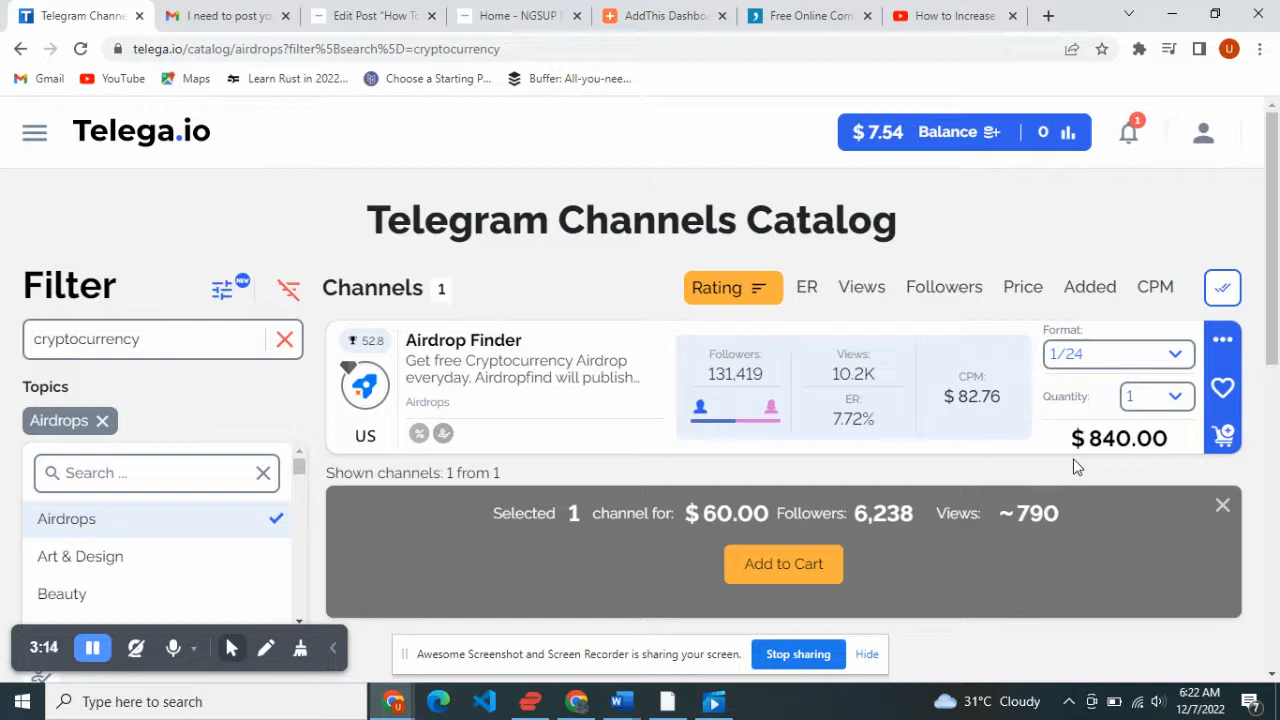 Telegram Chann
I need to post yo
Edit Post "How To
Home - NGSUP M
AddThis Dashboa
Free Online Com
How to Increase
telega.io/catalog/airdrops?filter%5Bsearch%5D=cryptocurrency
U
Gmail
YouTube
Maps
Learn Rust in 2022...
Choose a Starting P...
Buffer: All-you-nee...
Telega.io
$ 7.54 Balance 0
1
Telegram Channels Catalog
Filter
NEW
Channels 1
Rating ER Views Followers Price Added CPM
cryptocurrency
Topics
Airdrops
Search ...
Airdrops
Art & Design
Beauty
52.8
US
Airdrop Finder
Get free Cryptocurrency Airdrop
everyday. Airdropfind will publish...
Airdrops
Followers:
131,419
Views:
10.2K
ER:
7.72%
CPM:
$ 82.76
Format:
1/24
Quantity: 1
$ 840.00
Shown channels: 1 from 1
Selected 1 channel for: $ 60.00 Followers: 6,238 Views: ~ 790
Add to Cart
3:14
Awesome Screenshot and Screen Recorder is sharing your screen.
Stop sharing
Hide
Type here to search
31°C Cloudy
6:22 AM
12/7/2022
7